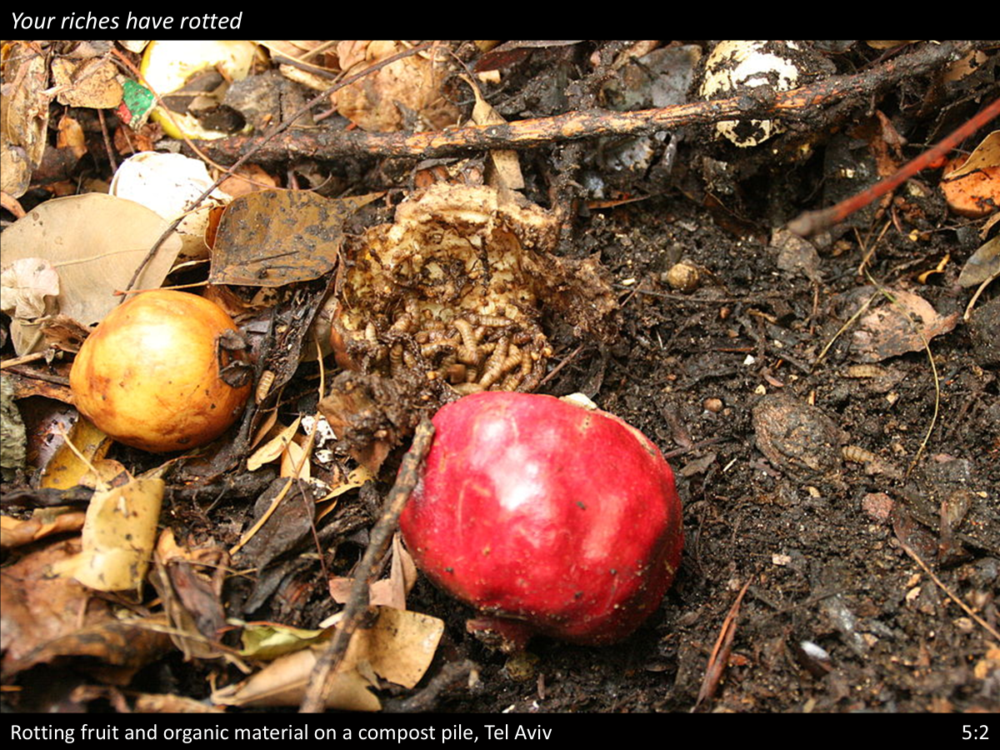 Your riches have rotted
Rotting fruit and organic material on a compost pile, Tel Aviv
5:2